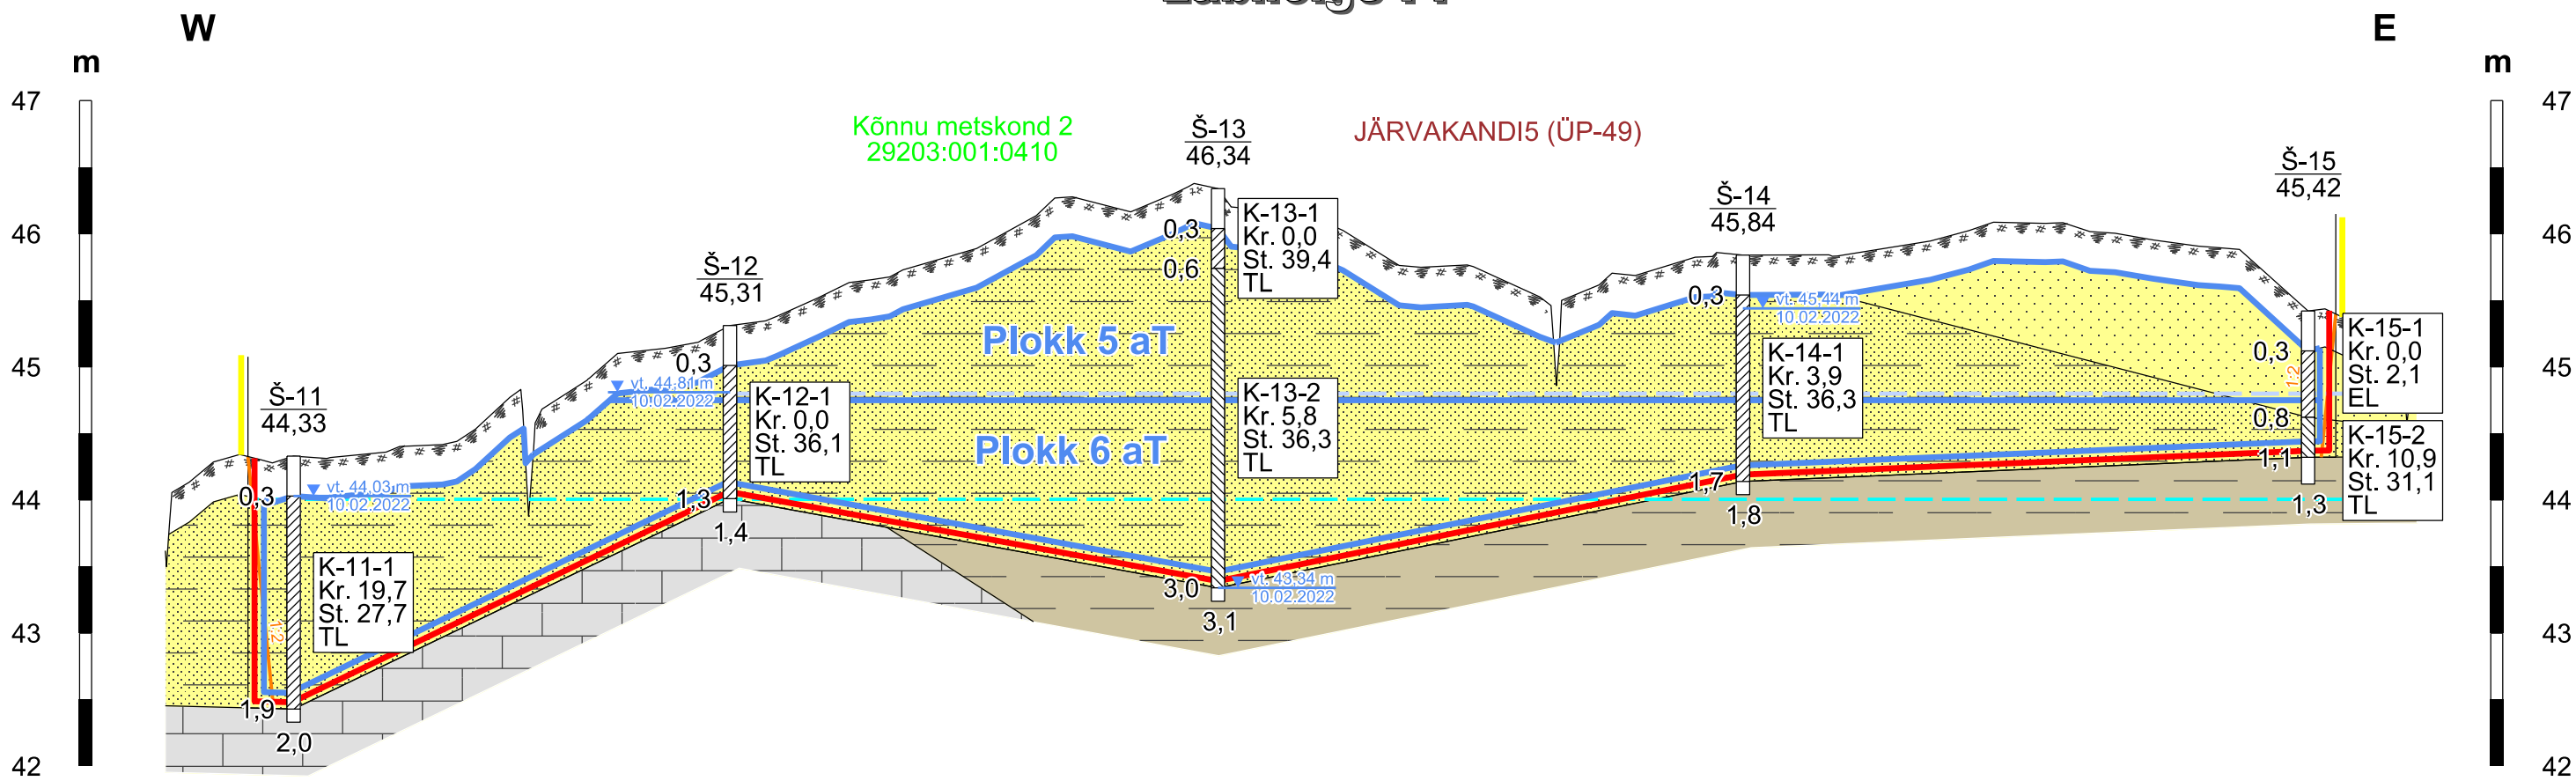 W
E
m
m
47
46
45
44
43
42
47
46
45
44
43
42
Kõnnu metskond 2
29203:001:0410
JÄRVAKANDI5 (ÜP-49)
Š-11
44,33
Š-12
45,31
Š-13
46,34
Š-14
45,84
Š-15
45,42
Plokk 5 aT
Plokk 6 aT
0,3
vt. 44,03 m
10.02.2022
K-11-1
Kr. 19,7
St. 27,7
TL
1:2
1,9
2,0
0,3
vt. 44,81 m
10.02.2022
K-12-1
Kr. 0,0
St. 36,1
TL
1,3
1,4
0,3
0,6
K-13-1
Kr. 0,0
St. 39,4
TL
K-13-2
Kr. 5,8
St. 36,3
TL
3,0
vt. 43,34 m
10.02.2022
3,1
0,3
vt. 45,44 m
10.02.2022
K-14-1
Kr. 3,9
St. 36,3
TL
1,7
1,8
0,3
1:2
0,8
1,1
1,3
K-15-1
Kr. 0,0
St. 2,1
EL
K-15-2
Kr. 10,9
St. 31,1
TL